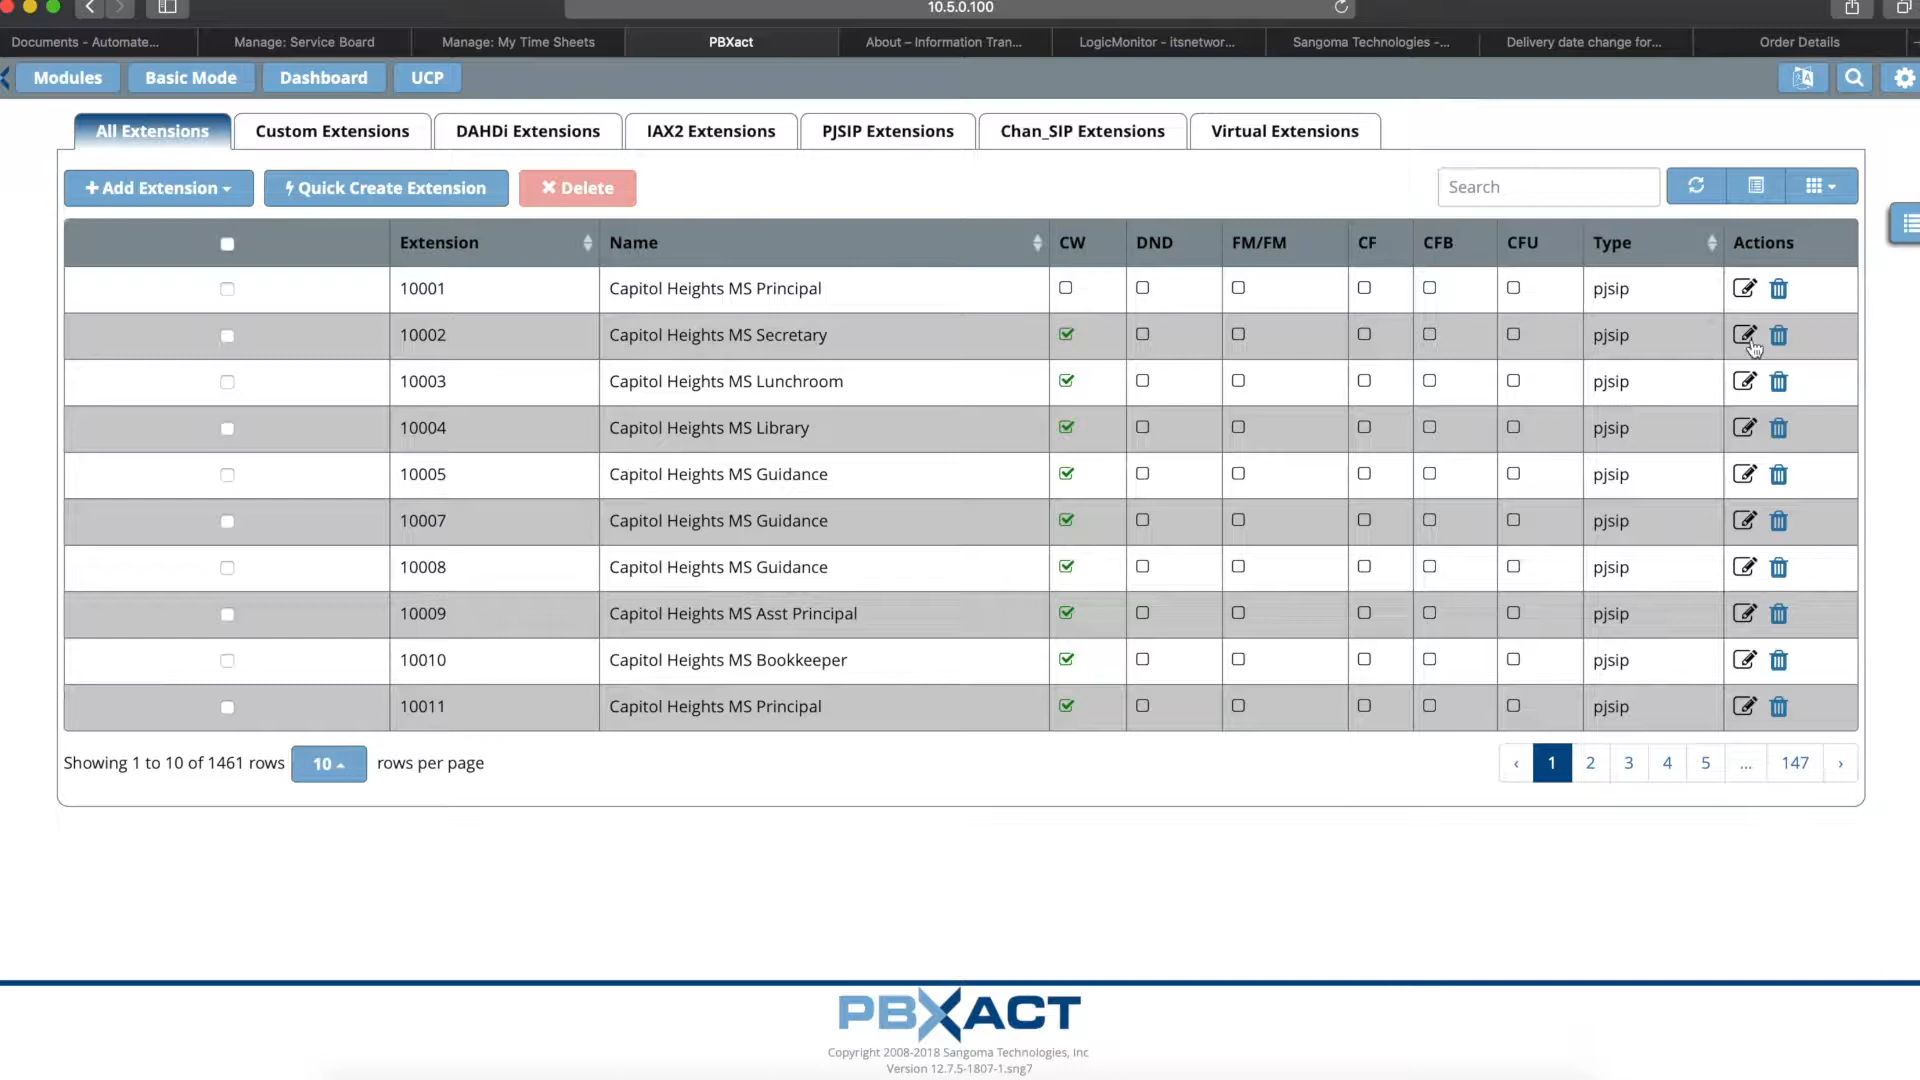 10.5.0.100
Documents - Automate... Manage: Service Board Manage: My Time Sheets PBXact About – Information Tran... LogicMonitor - itsnetwor... Sangoma Technologies -... Delivery date change for... Order Details
Modules Basic Mode Dashboard UCP
All Extensions Custom Extensions DAHDi Extensions IAX2 Extensions PJSIP Extensions Chan_SIP Extensions Virtual Extensions
+ Add Extension Quick Create Extension Delete Search
Extension Name CW DND FM/FM CF CFB CFU Type Actions
10001 Capitol Heights MS Principal pjsip
10002 Capitol Heights MS Secretary pjsip
10003 Capitol Heights MS Lunchroom pjsip
10004 Capitol Heights MS Library pjsip
10005 Capitol Heights MS Guidance pjsip
10007 Capitol Heights MS Guidance pjsip
10008 Capitol Heights MS Guidance pjsip
10009 Capitol Heights MS Asst Principal pjsip
10010 Capitol Heights MS Bookkeeper pjsip
10011 Capitol Heights MS Principal pjsip
Showing 1 to 10 of 1461 rows 10 rows per page ‹ 1 2 3 4 5 ... 147 ›
PBXACT
Copyright 2008-2018 Sangoma Technologies, Inc
Version 12.7.5-1807-1.sng7